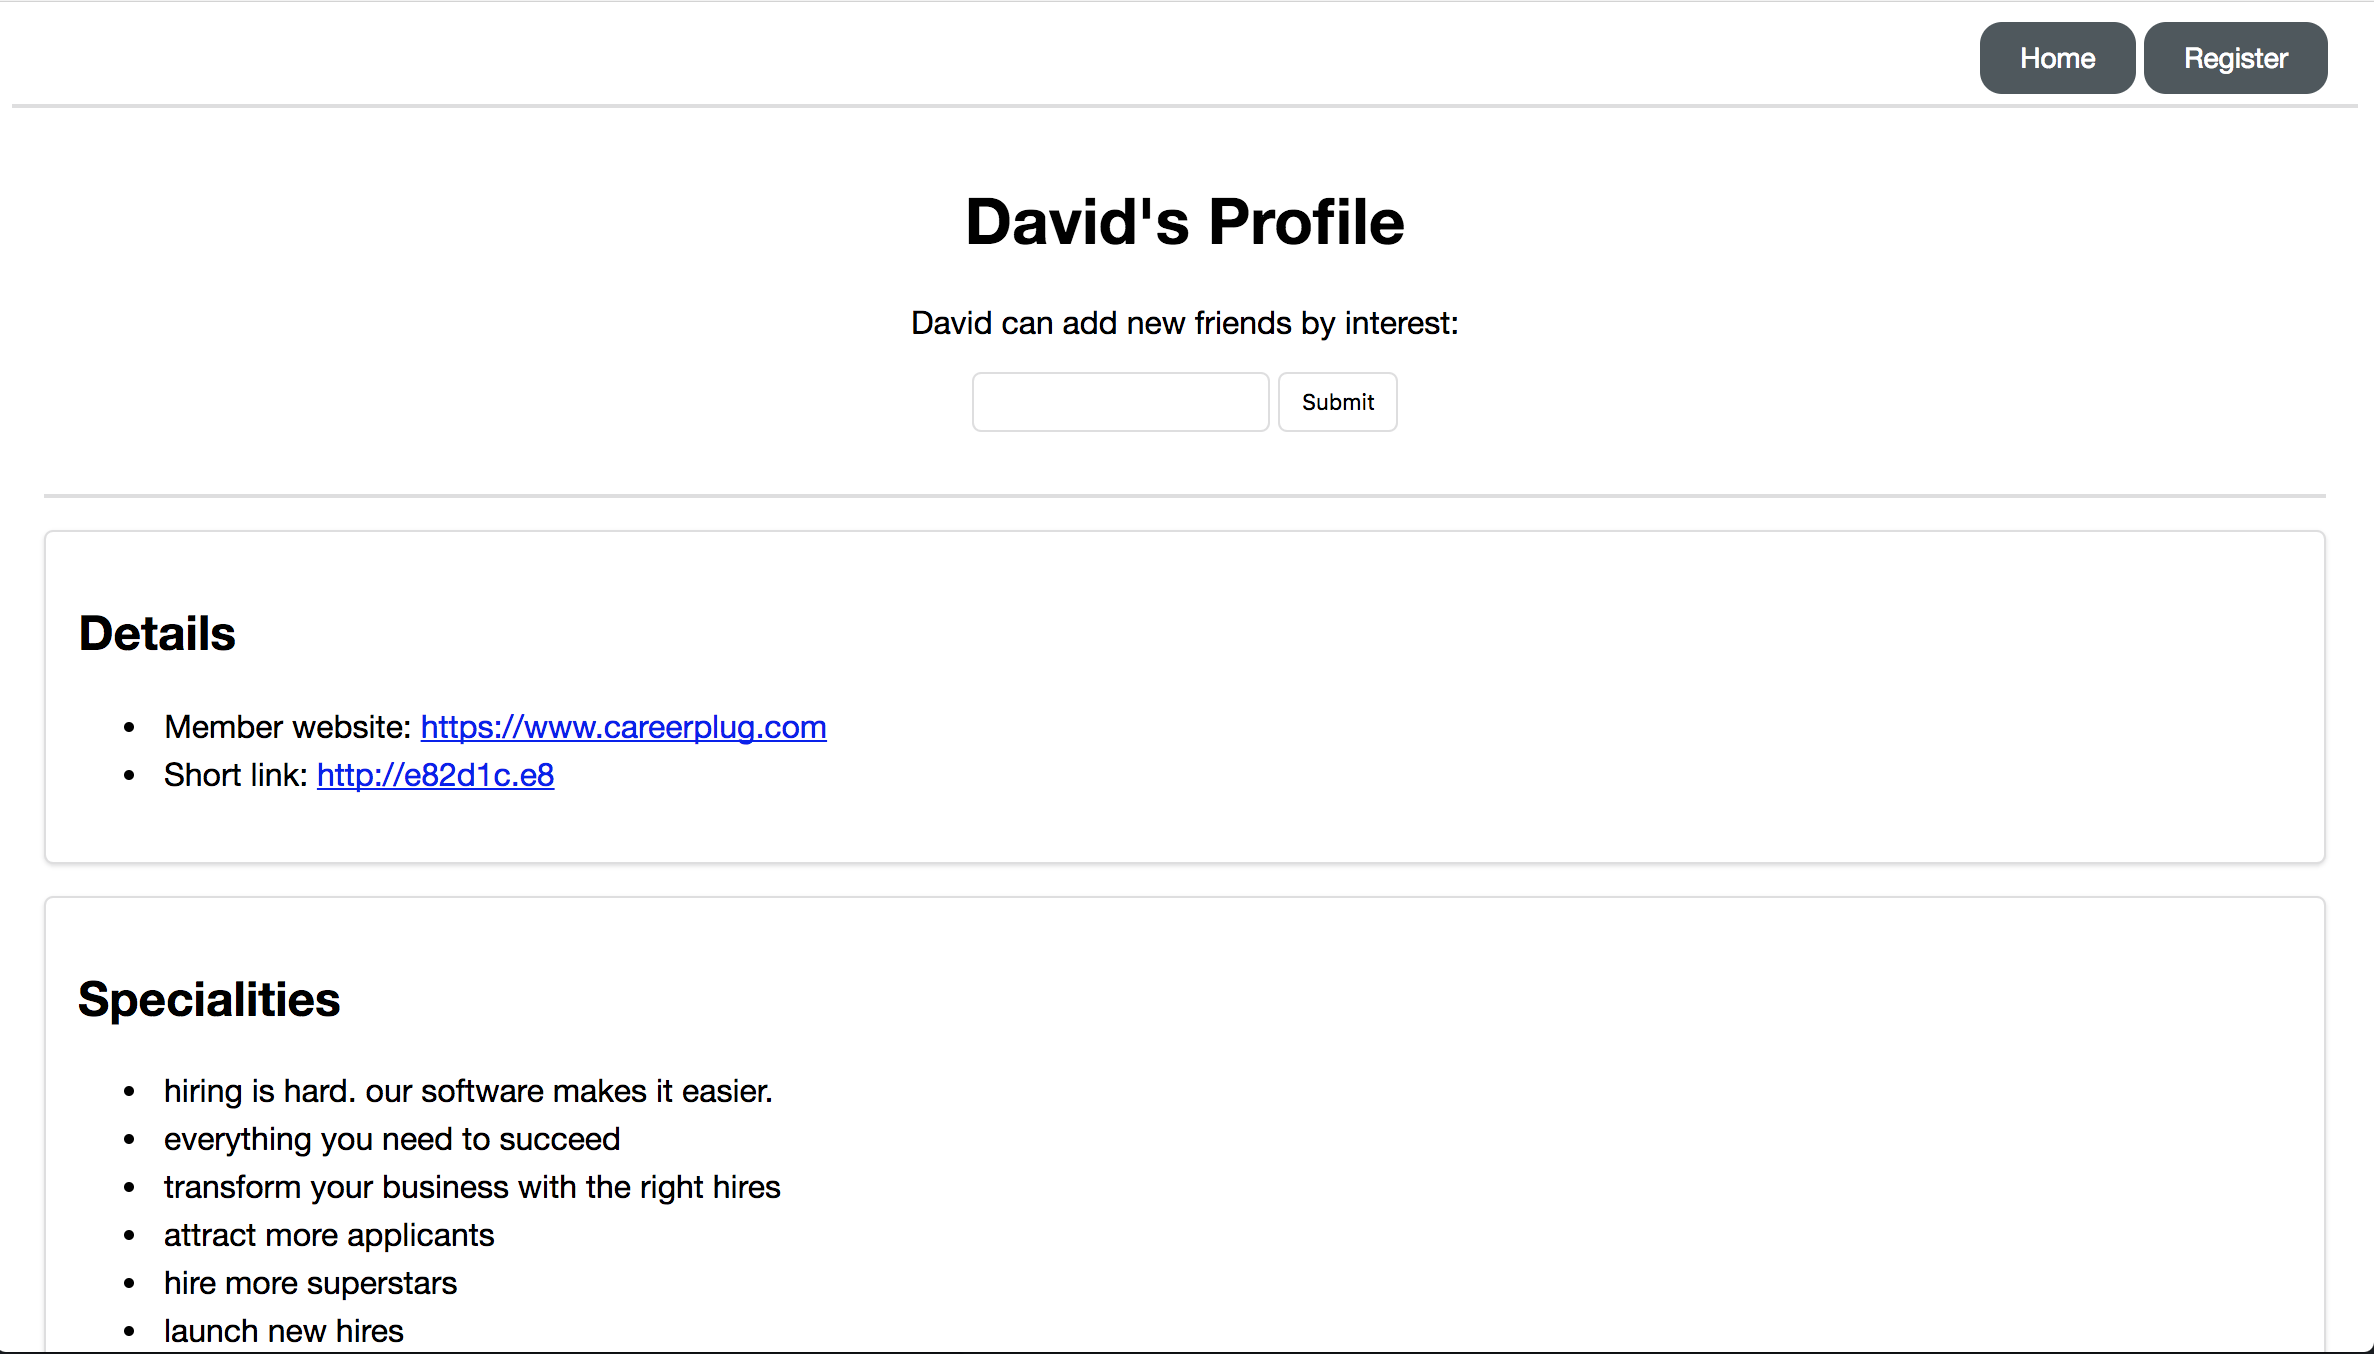 Home Register
David's Profile
David can add new friends by interest:
Submit
Details
• Member website: https://www.careerplug.com
• Short link: http://e82d1c.e8
Specialities
• hiring is hard. our software makes it easier.
• everything you need to succeed
• transform your business with the right hires
• attract more applicants
• hire more superstars
• launch new hires